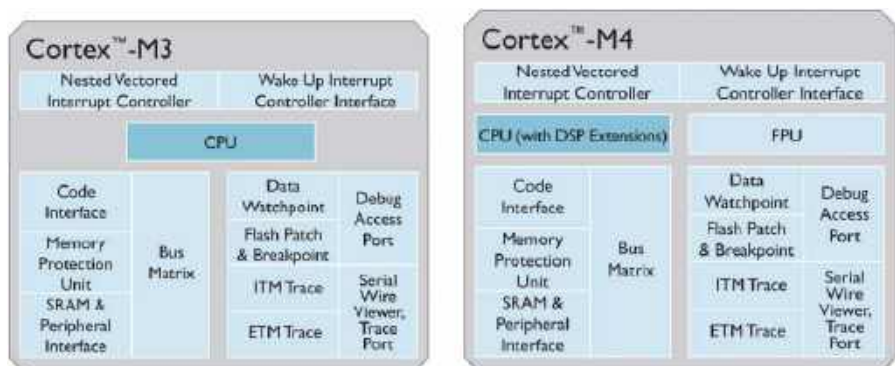 Cortex™-M3
Nested Vectored
Interrupt Controller
Wake Up Interrupt
Controller Interface
CPU
Code
Interface
Memory
Protection
Unit
SRAM &
Peripheral
Interface
Bus
Matrix
Data
Watchpoint
Flash Patch
& Breakpoint
ITM Trace
ETM Trace
Debug
Access
Port
Serial
Wire
Viewer,
Trace
Port
Cortex™-M4
Nested Vectored
Interrupt Controller
Wake Up Interrupt
Controller Interface
CPU (with DSP Extensions)
FPU
Code
Interface
Memory
Protection
Unit
SRAM &
Peripheral
Interface
Bus
Matrix
Data
Watchpoint
Flash Patch
& Breakpoint
ITM Trace
ETM Trace
Debug
Access
Port
Serial
Wire
Viewer,
Trace
Port